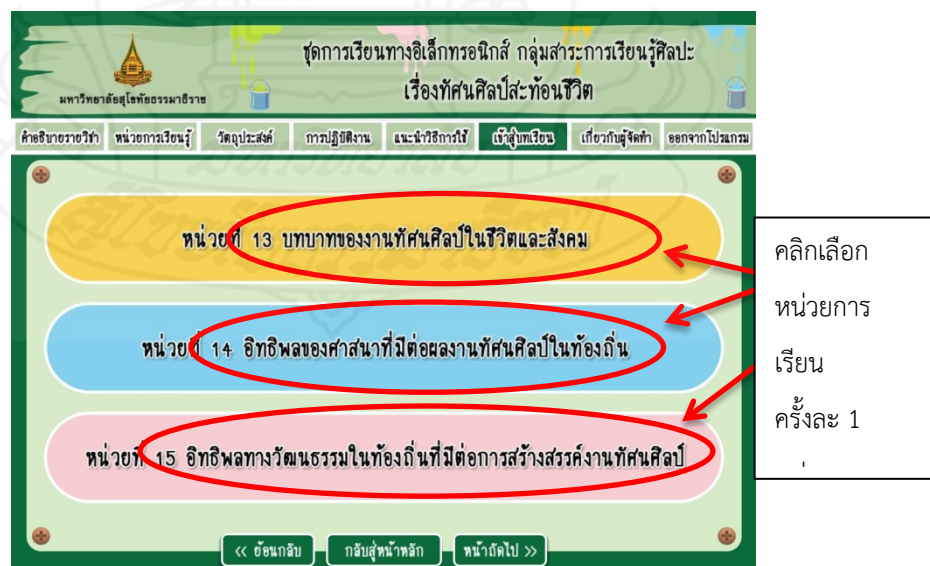 ชุดการเรียนทางอิเล็กทรอนิกส์ กลุ่มสาระการเรียนรู้ศิลปะ
เรื่องทัศนศิลป์สะท้อนชีวิต
มหาวิทยาลัยสุโขทัยธรรมาธิราช
คำอธิบายรายวิชา หน่วยการเรียนรู้ วัตถุประสงค์ การปฏิบัติงาน แนะนำวิธีการใช้ เข้าสู่บทเรียน เกี่ยวกับผู้จัดทำ ออกจากโปรแกรม
หน่วยที่ 13 บทบาทของงานทัศนศิลป์ในชีวิตและสังคม
หน่วยที่ 14 อิทธิพลของศาสนาที่มีต่อผลงานทัศนศิลป์ในท้องถิ่น
หน่วยที่ 15 อิทธิพลทางวัฒนธรรมในท้องถิ่นที่มีต่อการสร้างสรรค์งานทัศนศิลป์
คลิกเลือก
หน่วยการ
เรียน
ครั้งละ 1
<< ย้อนกลับ กลับสู่หน้าหลัก หน้าถัดไป >>